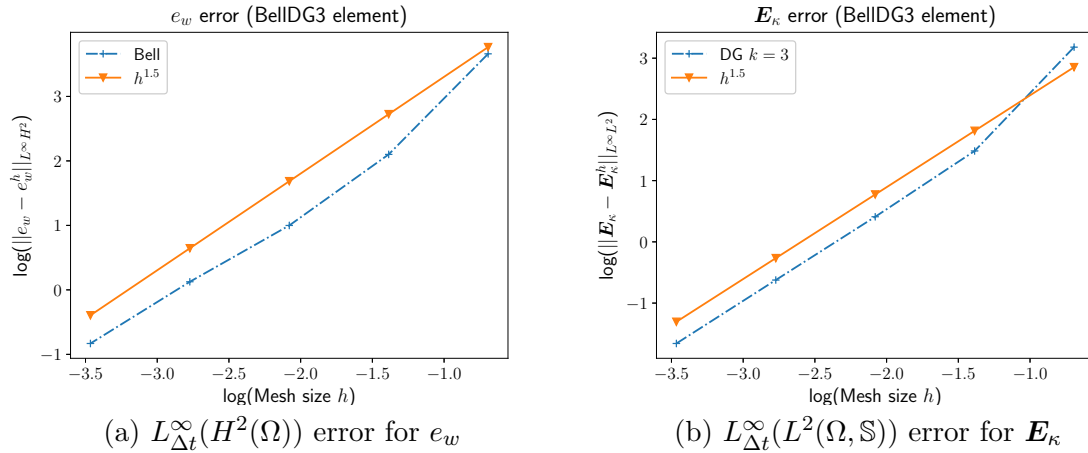 e_w error (BellDG3 element)
Bell
h^{1.5}
log(||e_w − e_w^h||_{L^∞H^2})
3
2
1
0
−1
−3.5 −3.0 −2.5 −2.0 −1.5 −1.0
log(Mesh size h)
(a) L^∞_{Δt}(H^2(Ω)) error for e_w
E_κ error (BellDG3 element)
DG k = 3
h^{1.5}
log(||E_κ − E_κ^h||_{L^∞L^2})
3
2
1
0
−1
−3.5 −3.0 −2.5 −2.0 −1.5 −1.0
log(Mesh size h)
(b) L^∞_{Δt}(L^2(Ω, 𝕊)) error for E_κ